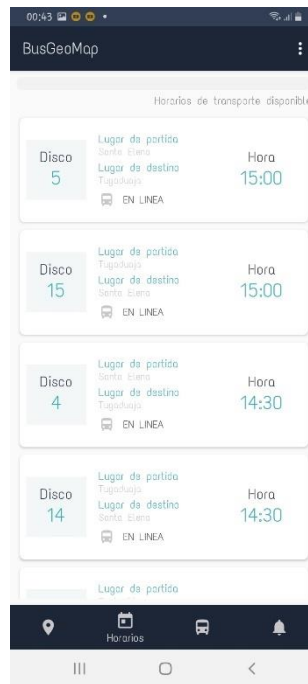 00:43
BusGeoMap
Horarios de transporte disponible
Disco
5
Lugar de partida
Santa Elena
Lugar de destino
Tugaduaja
EN LINEA
Hora
15:00
Disco
15
Lugar de partida
Tugaduaja
Lugar de destino
Santa Elena
EN LINEA
Hora
15:00
Disco
4
Lugar de partida
Santa Elena
Lugar de destino
Tugaduaja
EN LINEA
Hora
14:30
Disco
14
Lugar de partida
Tugaduaja
Lugar de destino
Santa Elena
EN LINEA
Hora
14:30
Lugar de partida
Horarios